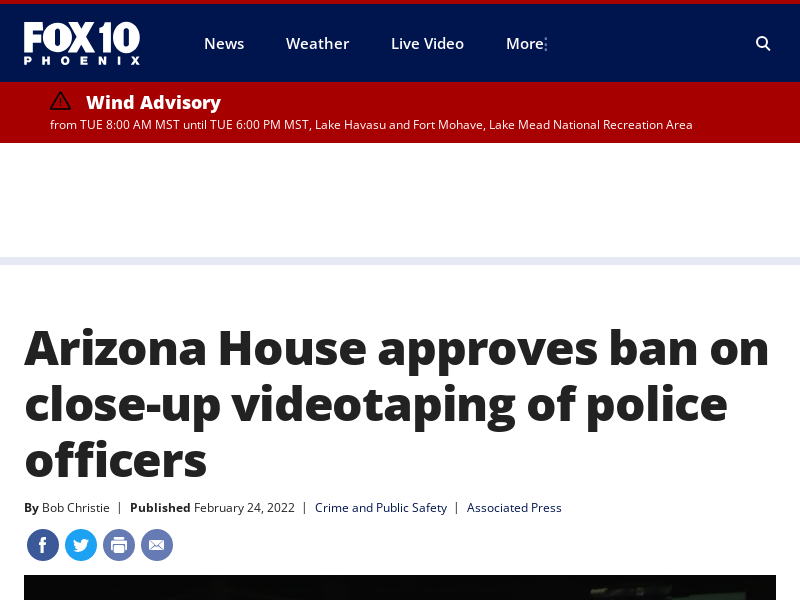 FOX 10
PHOENIX
News
Weather
Live Video
More
Wind Advisory
from TUE 8:00 AM MST until TUE 6:00 PM MST, Lake Havasu and Fort Mohave, Lake Mead National Recreation Area
Arizona House approves ban on
close-up videotaping of police
officers
By Bob Christie | Published February 24, 2022 | Crime and Public Safety | Associated Press